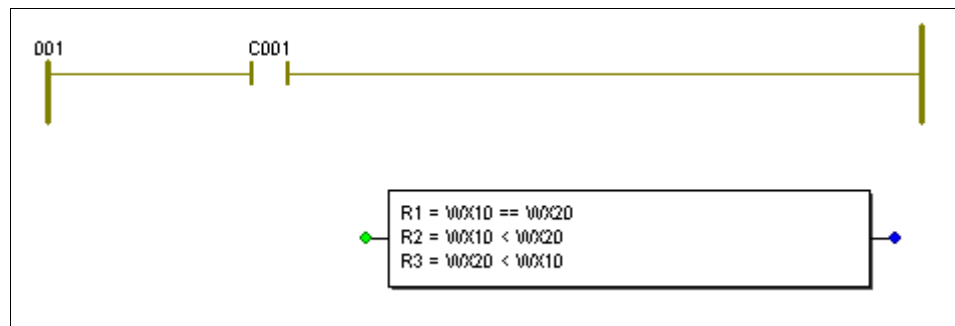 001 C001
R1 = WX10 == WX20
R2 = WX10 < WX20
R3 = WX20 < WX10